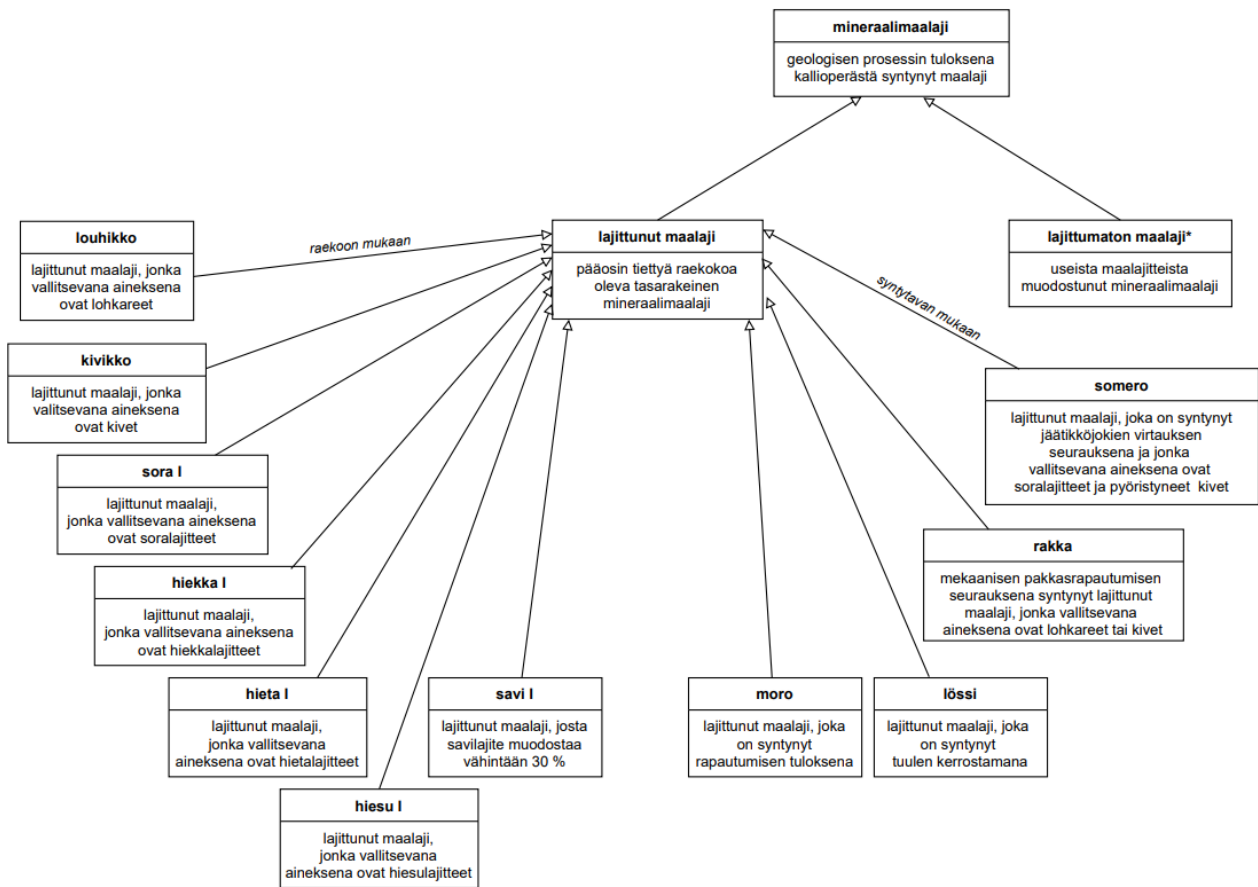 mineraalimaalaji
geologisen prosessin tuloksena
kallioperästä syntynyt maalaji
louhikko
lajittunut maalaji, jonka
vallitsevana aineksena
ovat lohkareet
raekoon mukaan
lajittunut maalaji
pääosin tiettyä raekokoa
oleva tasarakeinen
mineraalimaalaji
lajittumaton maalaji*
useista maalajitteista
muodostunut mineraalimaalaji
syntytavan mukaan
kivikko
lajittunut maalaji, jonka
valitsevana aineksena
ovat kivet
somero
lajittunut maalaji, joka on syntynyt
jäätikköjokien virtauksen
seurauksena ja jonka
vallitsevana aineksena ovat
soralajitteet ja pyöristyneet kivet
sora I
lajittunut maalaji,
jonka vallitsevana aineksena
ovat soralajitteet
rakka
mekaanisen pakkasrapautumisen
seurauksena syntynyt lajittunut
maalaji, jonka vallitsevana
aineksena ovat lohkareet tai kivet
hiekka I
lajittunut maalaji,
jonka vallitsevana aineksena
ovat hiekkalajitteet
hieta I
lajittunut maalaji,
jonka vallitsevana
aineksena ovat hietalajitteet
savi I
lajittunut maalaji, josta
savilajite muodostaa
vähintään 30 %
moro
lajittunut maalaji, joka
on syntynyt
rapautumisen tuloksena
lössi
lajittunut maalaji, joka
on syntynyt
tuulen kerrostamana
hiesu I
lajittunut maalaji,
jonka vallitsevana
aineksena ovat hiesulajitteet